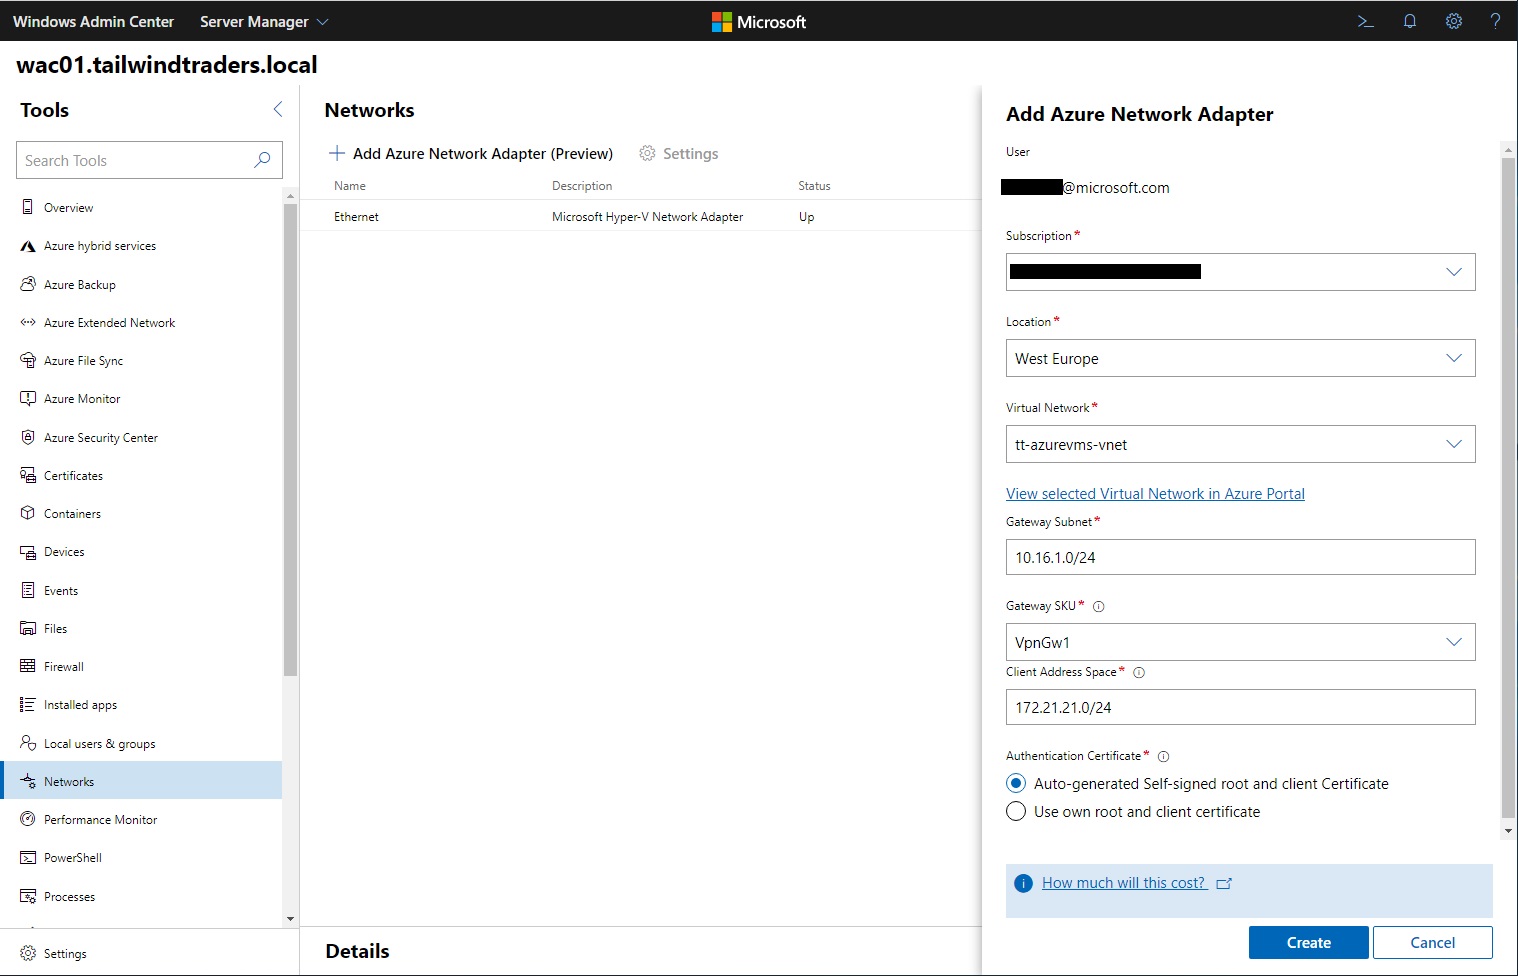 Windows Admin Center Server Manager Microsoft
wac01.tailwindtraders.local
Tools
Search Tools
Overview
Azure hybrid services
Azure Backup
Azure Extended Network
Azure File Sync
Azure Monitor
Azure Security Center
Certificates
Containers
Devices
Events
Files
Firewall
Installed apps
Local users & groups
Networks
Performance Monitor
PowerShell
Processes
Settings
Networks
Add Azure Network Adapter (Preview) Settings
Name Description Status
Ethernet Microsoft Hyper-V Network Adapter Up
Details
Add Azure Network Adapter
User
@microsoft.com
Subscription*
Location*
West Europe
Virtual Network*
tt-azurevms-vnet
View selected Virtual Network in Azure Portal
Gateway Subnet*
10.16.1.0/24
Gateway SKU*
VpnGw1
Client Address Space*
172.21.21.0/24
Authentication Certificate*
Auto-generated Self-signed root and client Certificate
Use own root and client certificate
How much will this cost?
Create Cancel